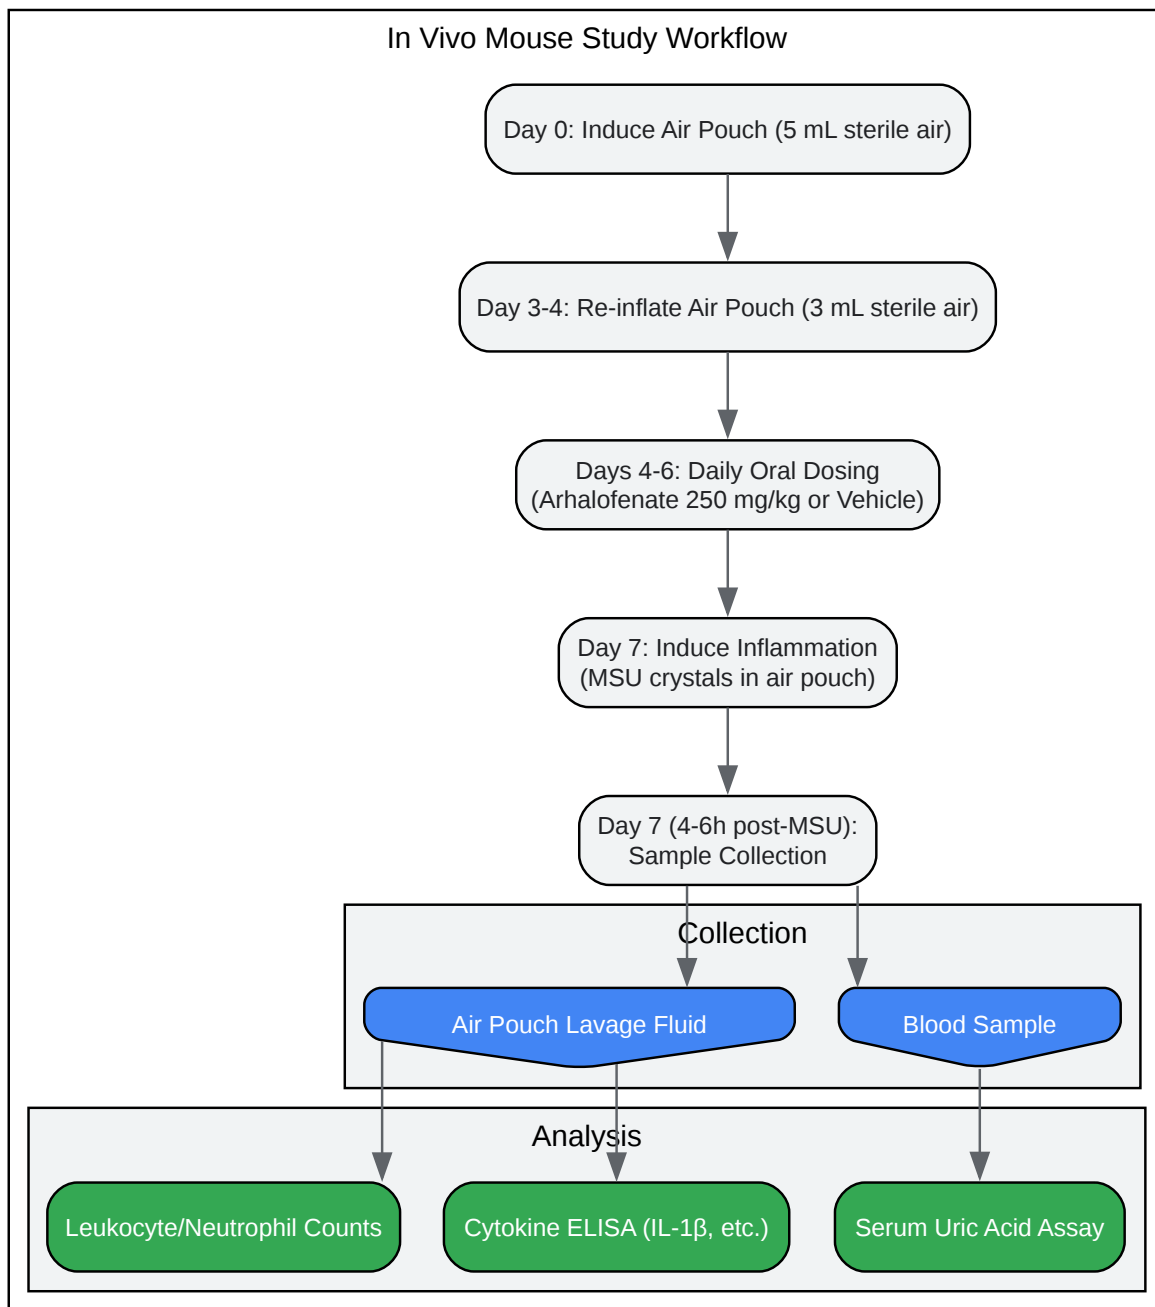 In Vivo Mouse Study Workflow
Day 0: Induce Air Pouch (5 mL sterile air)
Day 3-4: Re-inflate Air Pouch (3 mL sterile air)
Days 4-6: Daily Oral Dosing
(Arhalofenate 250 mg/kg or Vehicle)
Day 7: Induce Inflammation
(MSU crystals in air pouch)
Day 7 (4-6h post-MSU):
Sample Collection
Collection
Air Pouch Lavage Fluid
Blood Sample
Analysis
Leukocyte/Neutrophil Counts
Cytokine ELISA (IL-1β, etc.)
Serum Uric Acid Assay